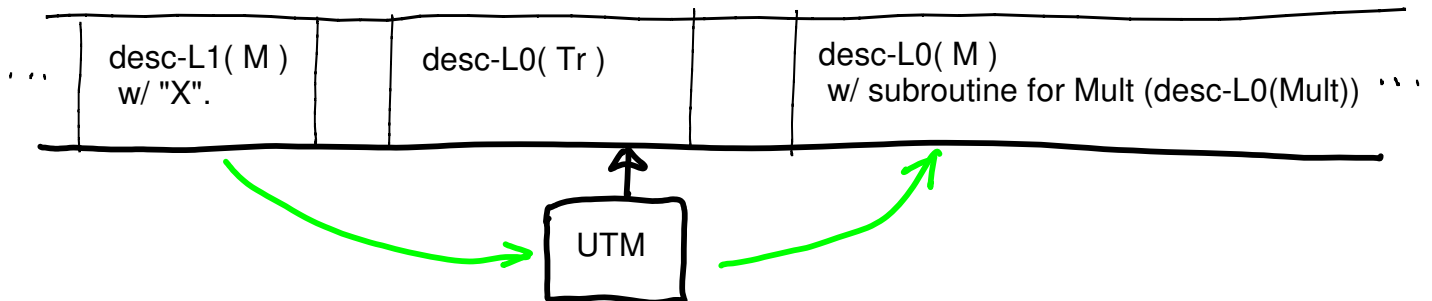 desc-L1( M )
w/ "X".
desc-L0( Tr )
desc-L0( M )
w/ subroutine for Mult (desc-L0(Mult))
UTM